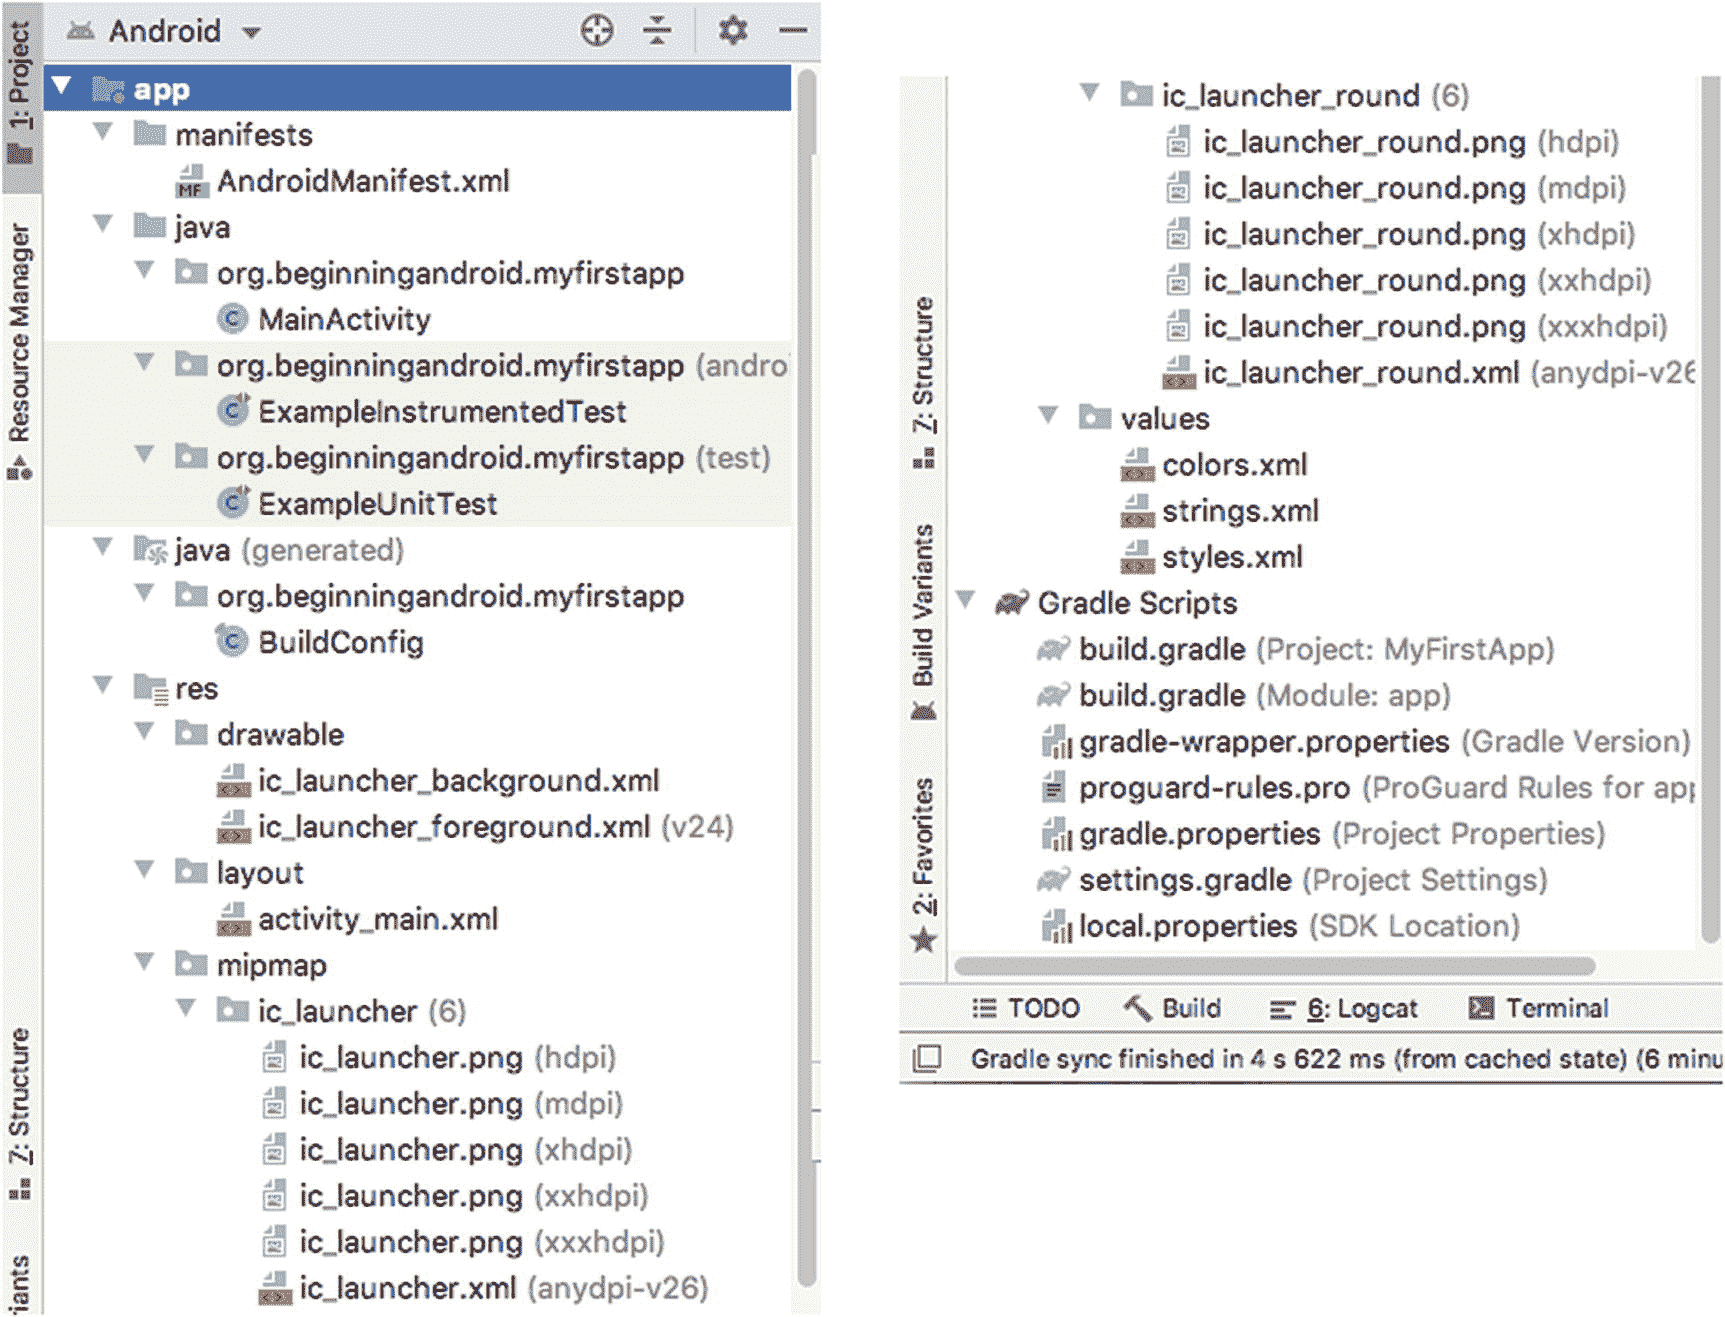 1: Project
Resource Manager
7: Structure
iants
Android
app
manifests
MF
AndroidManifest.xml
java
org.beginningandroid.myfirstapp
C
MainActivity
org.beginningandroid.myfirstapp (andro
C
ExampleInstrumentedTest
org.beginningandroid.myfirstapp (test)
C
ExampleUnitTest
java (generated)
org.beginningandroid.myfirstapp
C
BuildConfig
res
drawable
ic_launcher_background.xml
ic_launcher_foreground.xml (v24)
layout
activity_main.xml
mipmap
ic_launcher (6)
ic_launcher.png (hdpi)
ic_launcher.png (mdpi)
ic_launcher.png (xhdpi)
ic_launcher.png (xxhdpi)
ic_launcher.png (xxxhdpi)
ic_launcher.xml (anydpi-v26)
7: Structure
Build Variants
2: Favorites
ic_launcher_round (6)
ic_launcher_round.png (hdpi)
ic_launcher_round.png (mdpi)
ic_launcher_round.png (xhdpi)
ic_launcher_round.png (xxhdpi)
ic_launcher_round.png (xxxhdpi)
ic_launcher_round.xml (anydpi-v26
values
colors.xml
strings.xml
styles.xml
Gradle Scripts
build.gradle (Project: MyFirstApp)
build.gradle (Module: app)
gradle-wrapper.properties (Gradle Version)
proguard-rules.pro (ProGuard Rules for app
gradle.properties (Project Properties)
settings.gradle (Project Settings)
local.properties (SDK Location)
TODO Build 6: Logcat Terminal
Gradle sync finished in 4 s 622 ms (from cached state) (6 minu